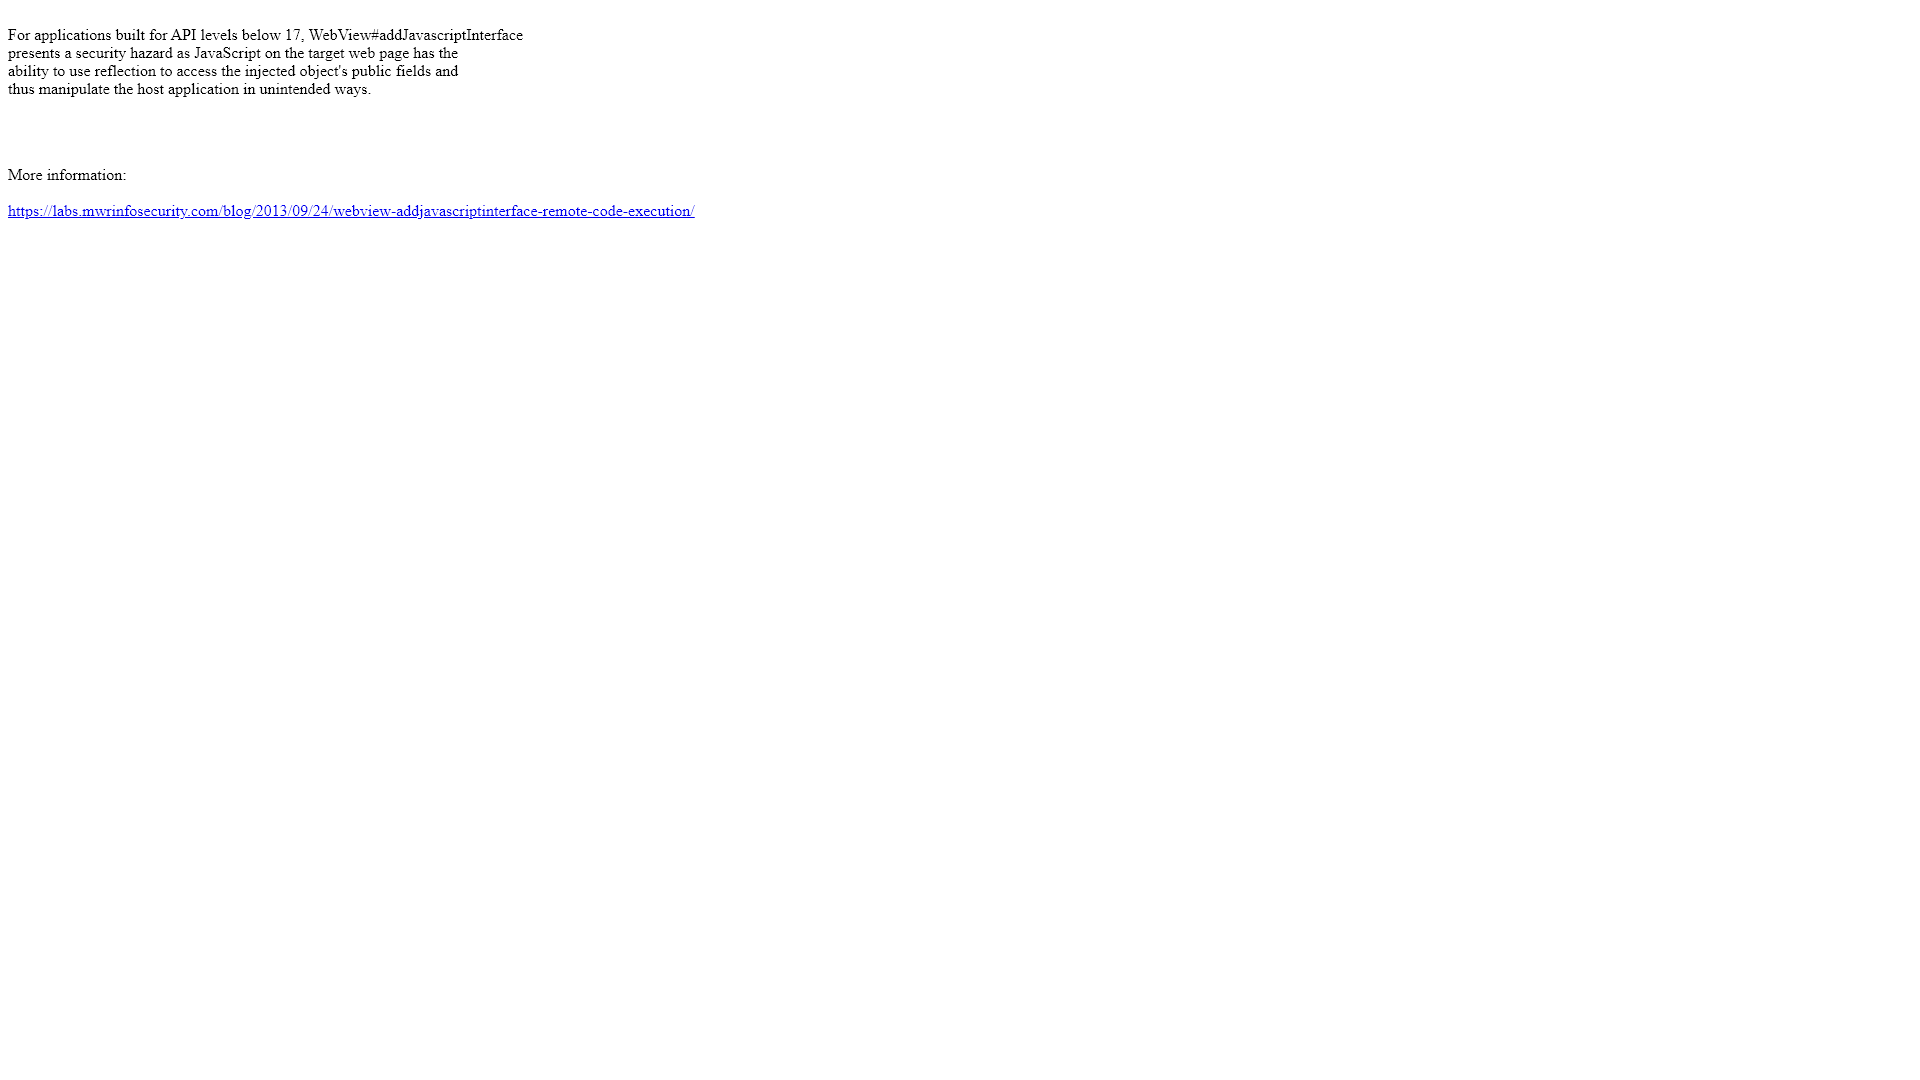 For applications built for API levels below 17, WebView#addJavascriptInterface
presents a security hazard as JavaScript on the target web page has the
ability to use reflection to access the injected object's public fields and
thus manipulate the host application in unintended ways.
More information:
https://labs.mwrinfosecurity.com/blog/2013/09/24/webview-addjavascriptinterface-remote-code-execution/